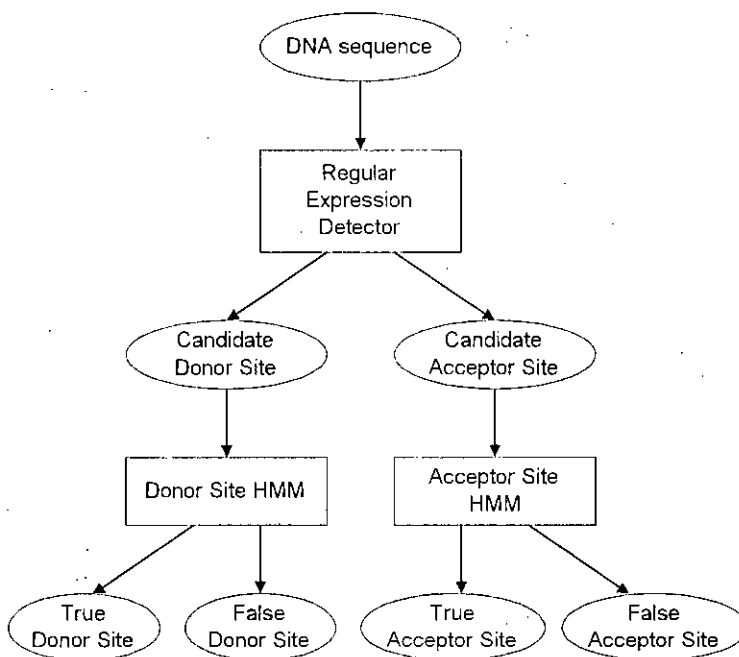 DNA sequence
Regular
Expression
Detector
Candidate
Donor Site
Candidate
Acceptor Site
Donor Site HMM
Acceptor Site
HMM
True
Donor Site
False
Donor Site
True
Acceptor Site
False
Acceptor Site